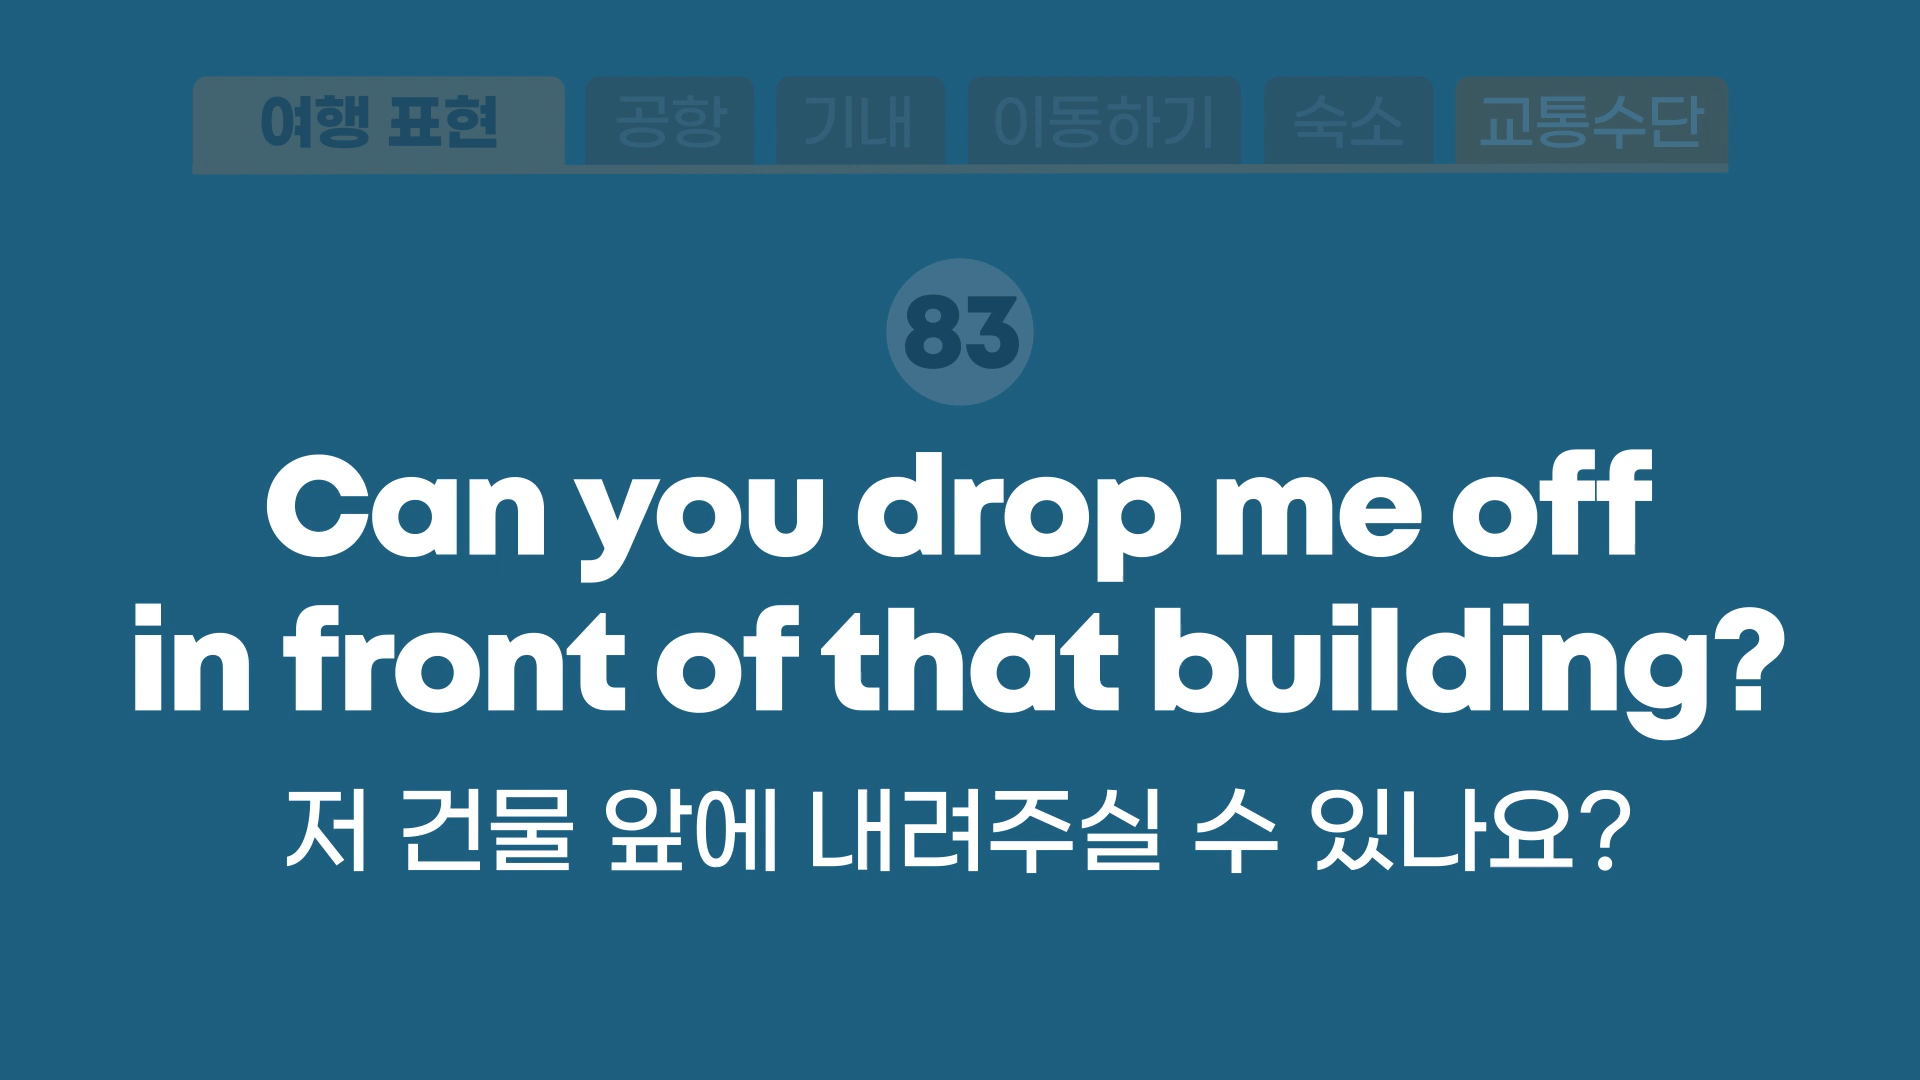 여행 표현 공항 기내 이동하기 숙소 교통수단
83
Can you drop me off
in front of that building?
저 건물 앞에 내려주실 수 있나요?